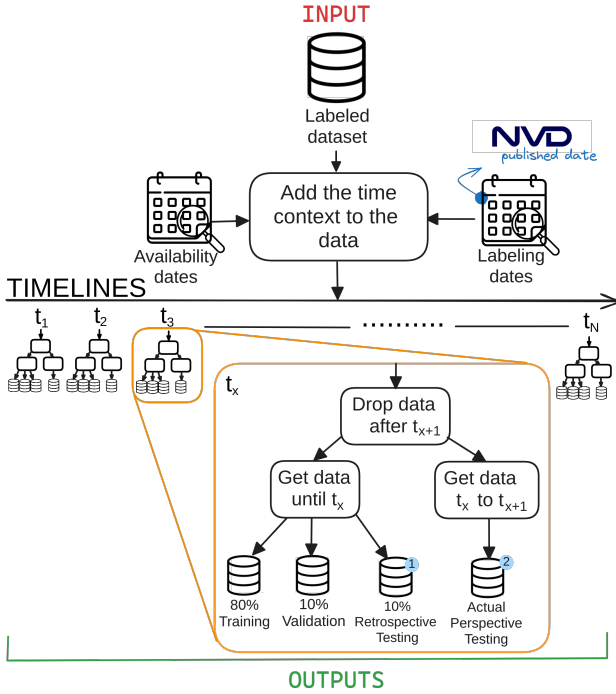 INPUT
Labeled
dataset
NVD
published date
Add the time
context to the
data
Availability
dates
Labeling
dates
TIMELINES
t1
t2
t3
..........
tN
tx
Drop data
after tx+1
Get data
until tx
Get data
tx to tx+1
1
2
80%
Training
10%
Validation
10%
Retrospective
Testing
Actual
Perspective
Testing
OUTPUTS